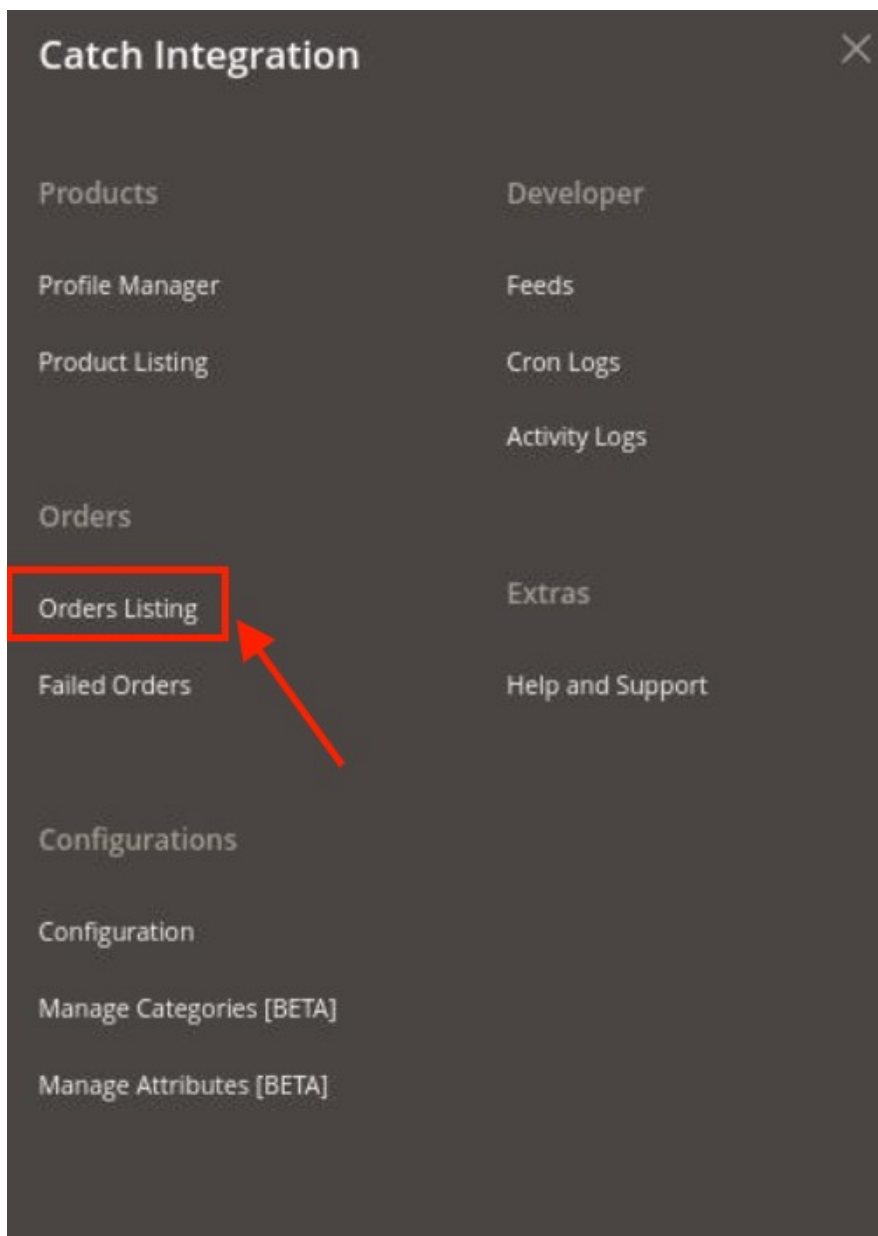 Catch Integration
Products
Profile Manager
Product Listing
Orders
Orders Listing
Failed Orders
Configurations
Configuration
Manage Categories [BETA]
Manage Attributes [BETA]
Developer
Feeds
Cron Logs
Activity Logs
Extras
Help and Support